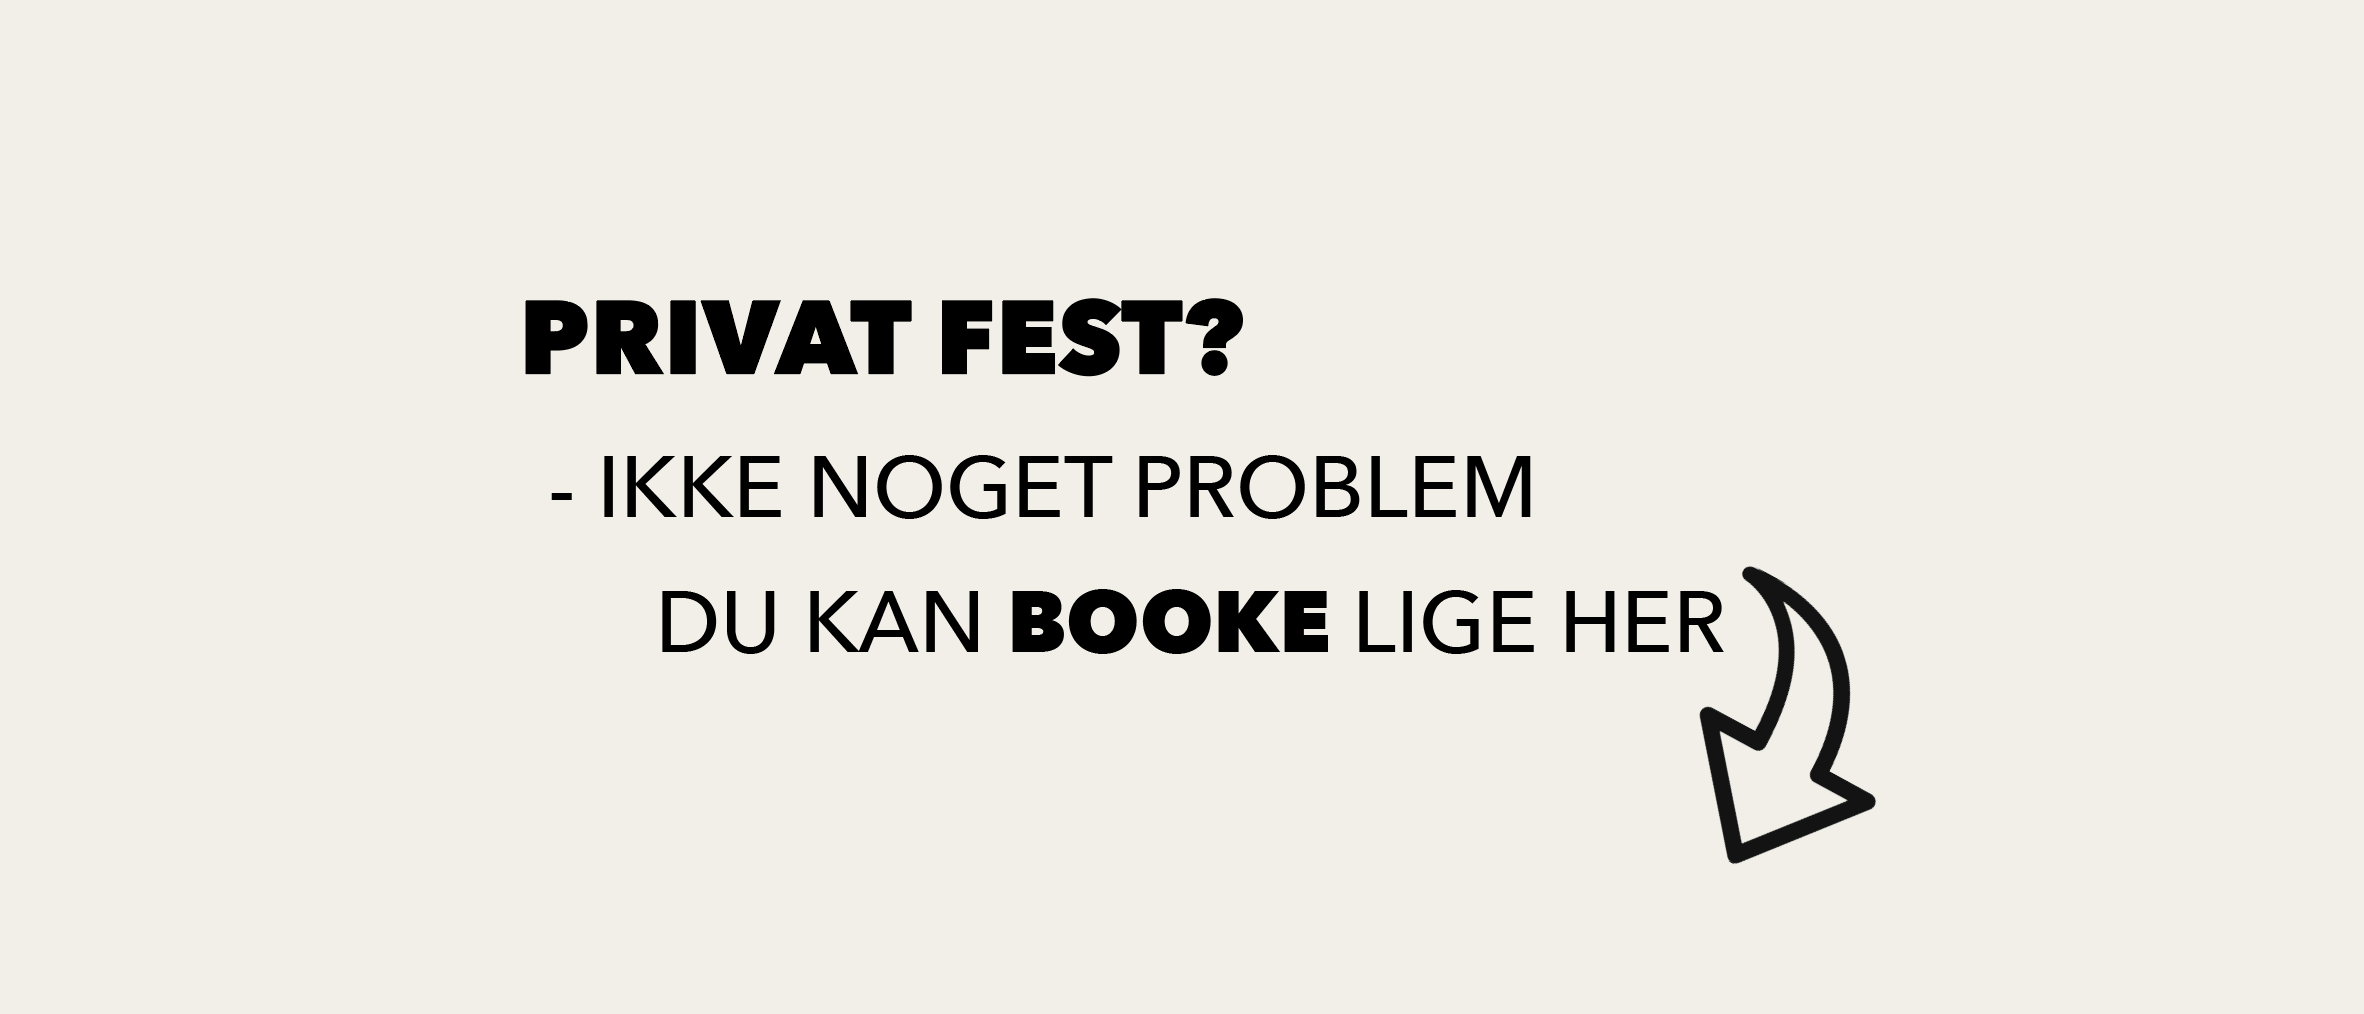 PRIVAT FEST?
- IKKE NOGET PROBLEM
DU KAN BOOKE LIGE HER